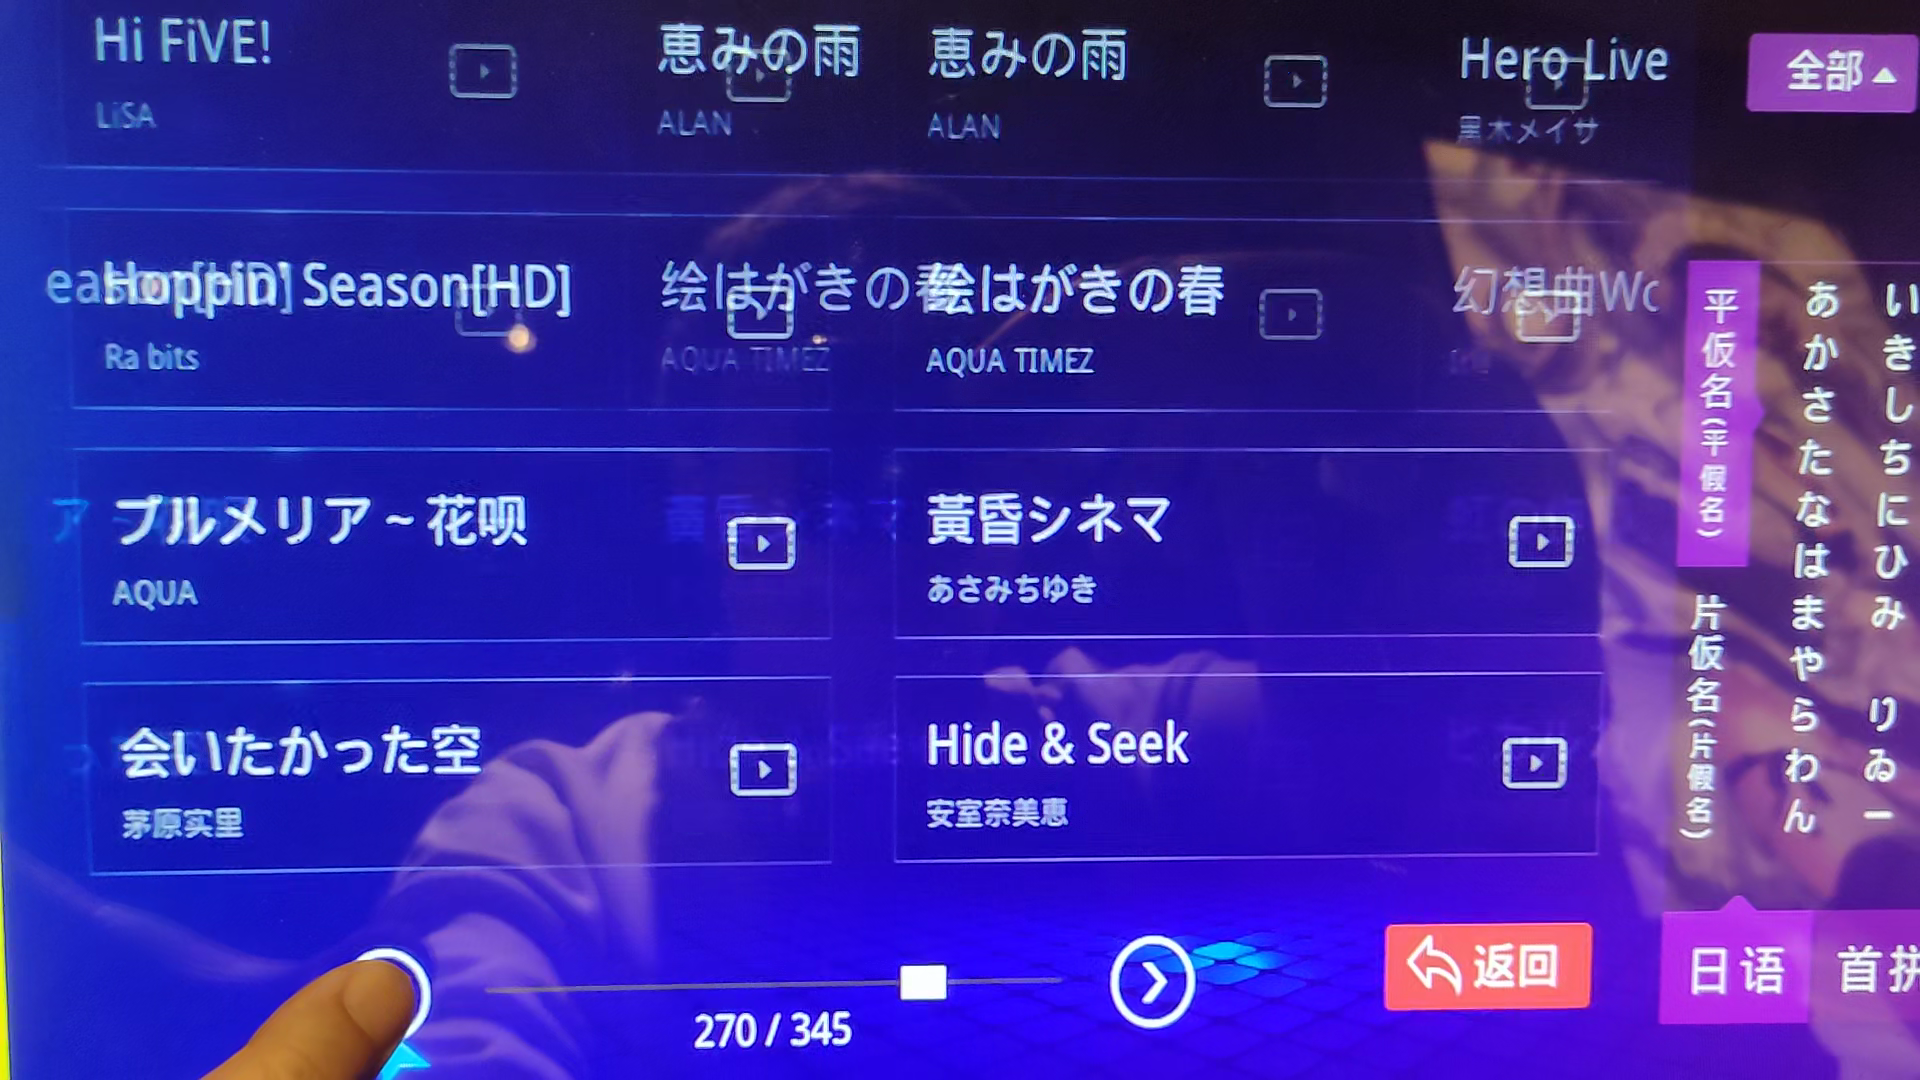 Hi FiVE!
LiSA
恵みの雨
ALAN
恵みの雨
ALAN
Hero Live
黒木メイサ
全部
Season[HD]
Ra bits
絵はがきの春
AQUA TIMEZ
絵はがきの春
AQUA TIMEZ
幻想曲Wo
ブルメリア~花呗
AQUA
黃昏シネマ
あさみちゆき
会いたかった空
茅原实里
Hide & Seek
安室奈美恵
平仮名(平假名)
片仮名(片假名)
あかさたなはまやらわん
いきしちにひみ りゐー
270 / 345
返回
日语
首拼